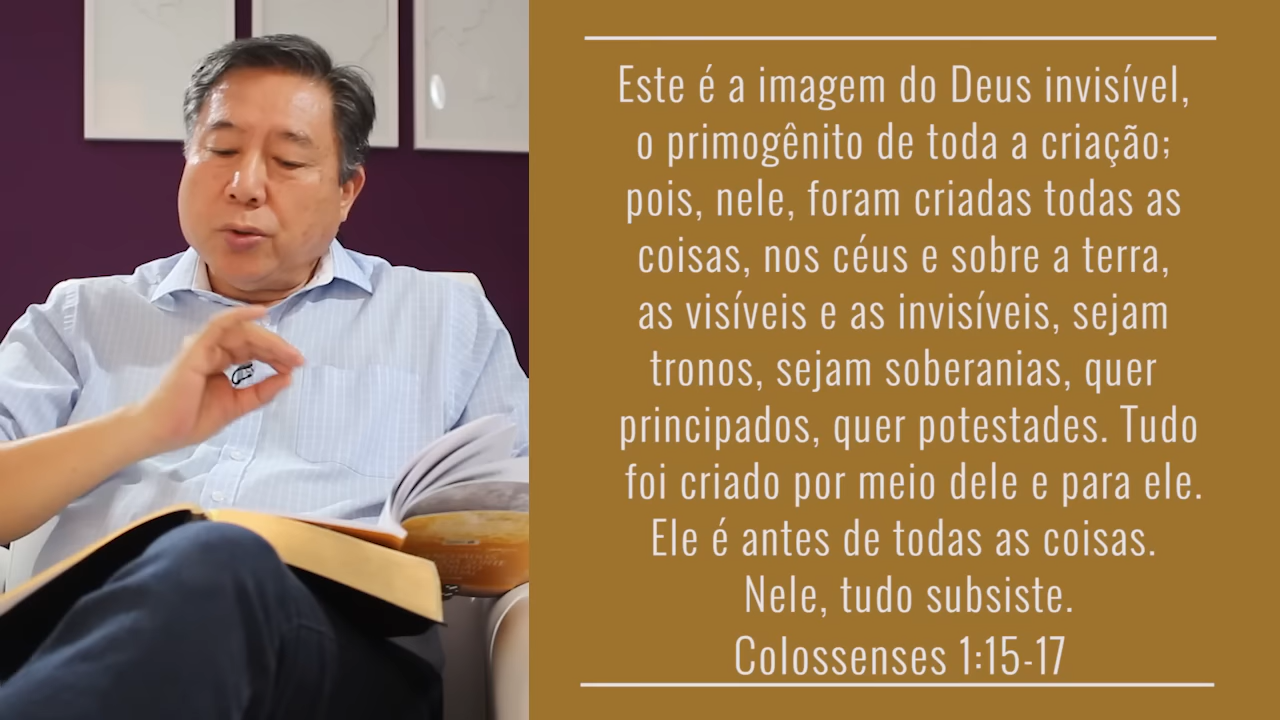 Este é a imagem do Deus invisível,
o primogênito de toda a criação;
pois, nele, foram criadas todas as
coisas, nos céus e sobre a terra,
as visíveis e as invisíveis, sejam
tronos, sejam soberanias, quer
principados, quer potestades. Tudo
foi criado por meio dele e para ele.
Ele é antes de todas as coisas.
Nele, tudo subsiste.
Colossenses 1:15-17